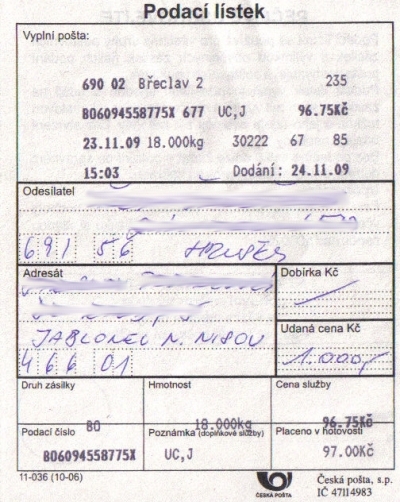 Podací lístek
Vyplní pošta:
690 02 Břeclav 2 235
BO6094558775X 677 UC,J 96.75Kč
23.11.09 18.000kg 30222 67 85
15:03 Dodání: 24.11.09
Odesílatel
691 56 HRUŠKY
Adresát
Dobírka Kč
JABLONEC N. NISOU
Udaná cena Kč
466 01
1.000,
Druh zásilky Hmotnost Cena služby
BO 18.000kg 96.75Kč
Podací číslo Poznámka (doplňkové služby) Placeno v hotovosti
BO6094558775X UC,J 97.00Kč
11-036 (10-06)
ČESKÁ POŠTA
Česká pošta, s.p.
IČ 47114983